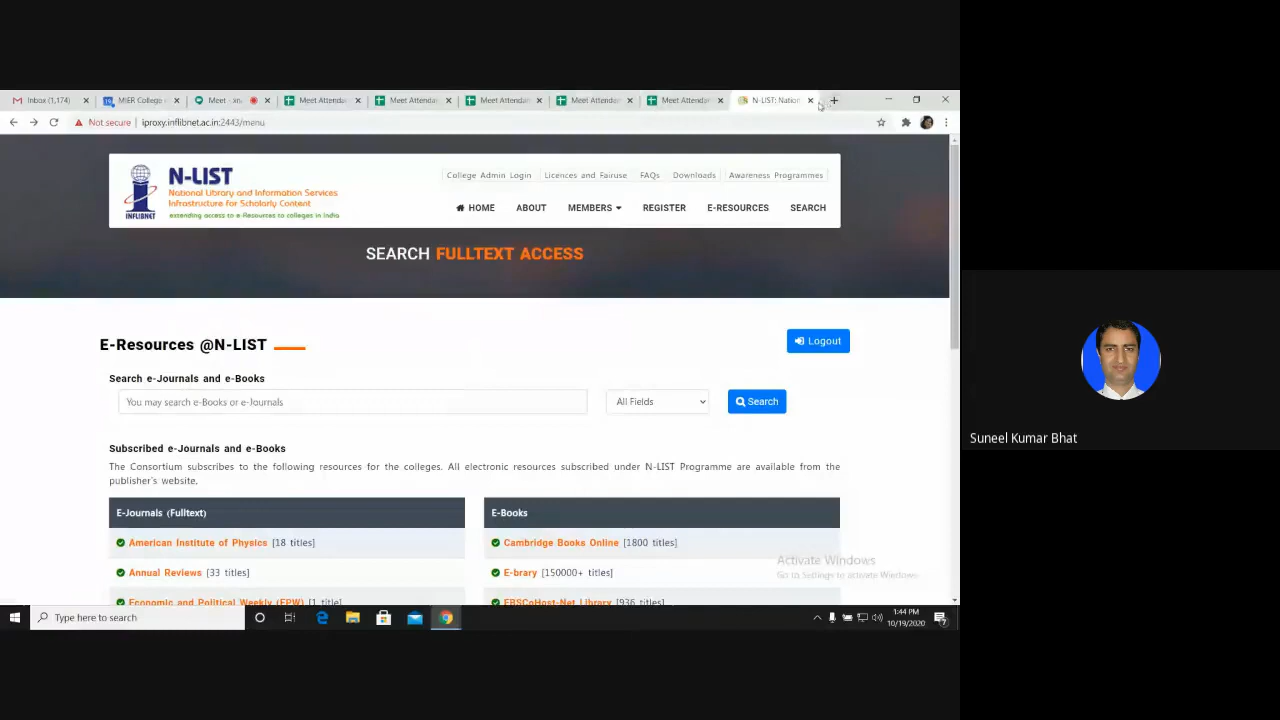 Inbox (1,174)
MIER College
Meet - xn
Meet Attendan
Meet Attendan
Meet Attendan
Meet Attendan
Meet Attendan
N-LIST: Nation
Not secure
iproxy.inflibnet.ac.in:2443/menu
N-LIST
National Library and Information Services
Infrastructure for Scholarly Content
extending access to e-Resources to colleges in India
INFLIBNET
College Admin Login
Licences and Fairuse
FAQs
Downloads
Awareness Programmes
HOME
ABOUT
MEMBERS
REGISTER
E-RESOURCES
SEARCH
SEARCH FULLTEXT ACCESS
E-Resources @N-LIST
Logout
Search e-Journals and e-Books
You may search e-Books or e-Journals
All Fields
Search
Subscribed e-Journals and e-Books
The Consortium subscribes to the following resources for the colleges. All electronic resources subscribed under N-LIST Programme are available from the
publisher's website.
E-Journals (Fulltext)
E-Books
American Institute of Physics [18 titles]
Cambridge Books Online [1800 titles]
Annual Reviews [33 titles]
E-brary [150000+ titles]
Economic and Political Weekly (EPW) [1 title]
EBSCoHost-Net Library [936 titles]
Activate Windows
Go to Settings to activate Windows.
Type here to search
1:44 PM
10/19/2020
Suneel Kumar Bhat